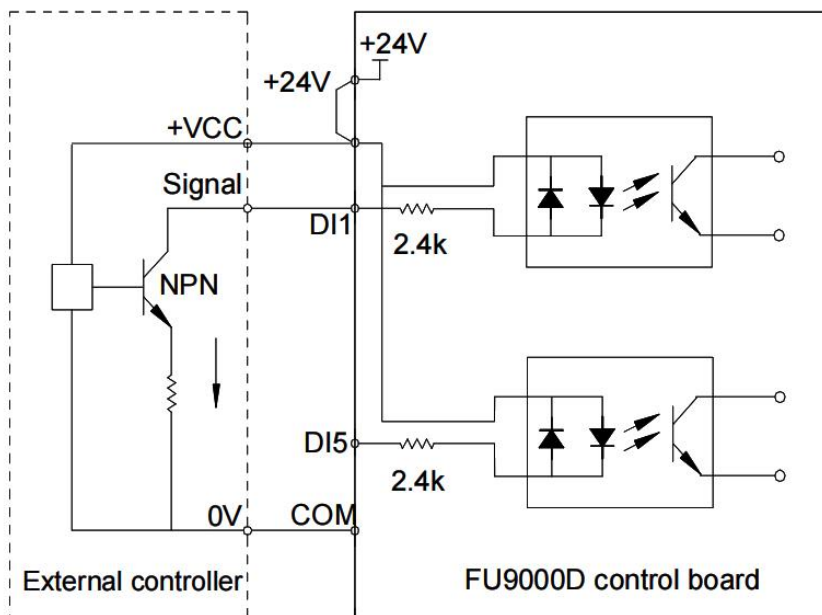 +24V
+24V
+VCC
Signal
DI1
2.4k
NPN
DI5
2.4k
0V
COM
External controller
FU9000D control board